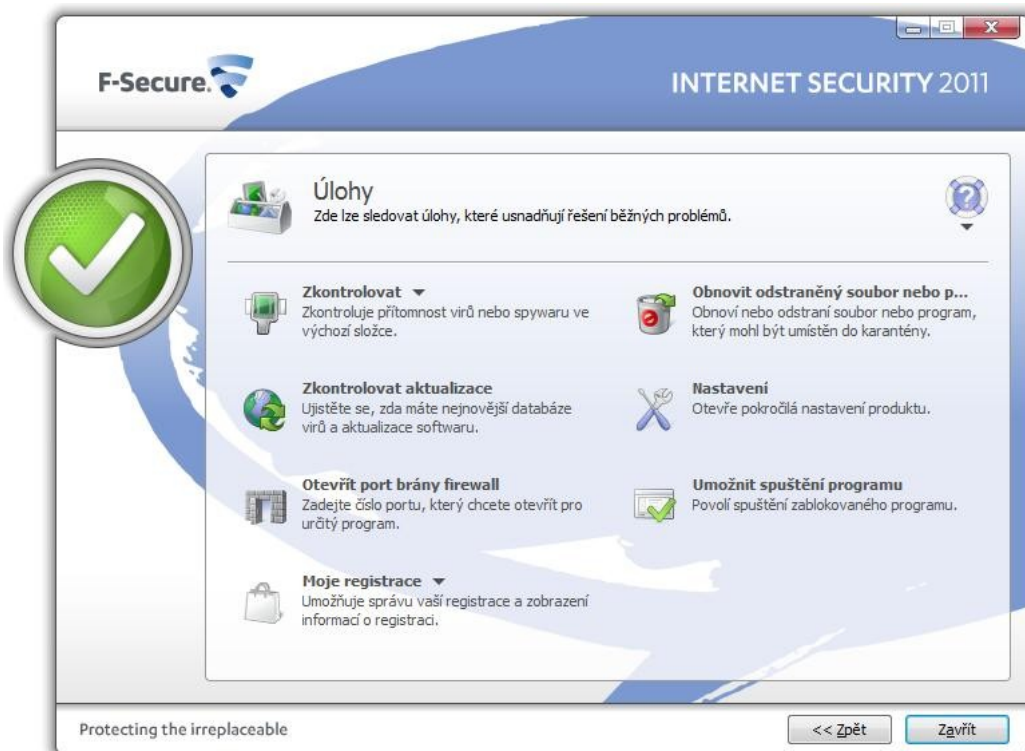 F-Secure.
INTERNET SECURITY 2011
Úlohy
Zde lze sledovat úlohy, které usnadňují řešení běžných problémů.
Zkontrolovat
Zkontroluje přítomnost virů nebo spywaru ve
výchozí složce.
Obnovit odstraněný soubor nebo p...
Obnoví nebo odstraní soubor nebo program,
který mohl být umístěn do karantény.
Zkontrolovat aktualizace
Ujistěte se, zda máte nejnovější databáze
virů a aktualizace softwaru.
Nastavení
Otevře pokročilá nastavení produktu.
Otevřít port brány firewall
Zadejte číslo portu, který chcete otevřít pro
určitý program.
Umožnit spuštění programu
Povolí spuštění zablokovaného programu.
Moje registrace
Umožňuje správu vaší registrace a zobrazení
informací o registraci.
Protecting the irreplaceable
<< Zpět
Zavřít